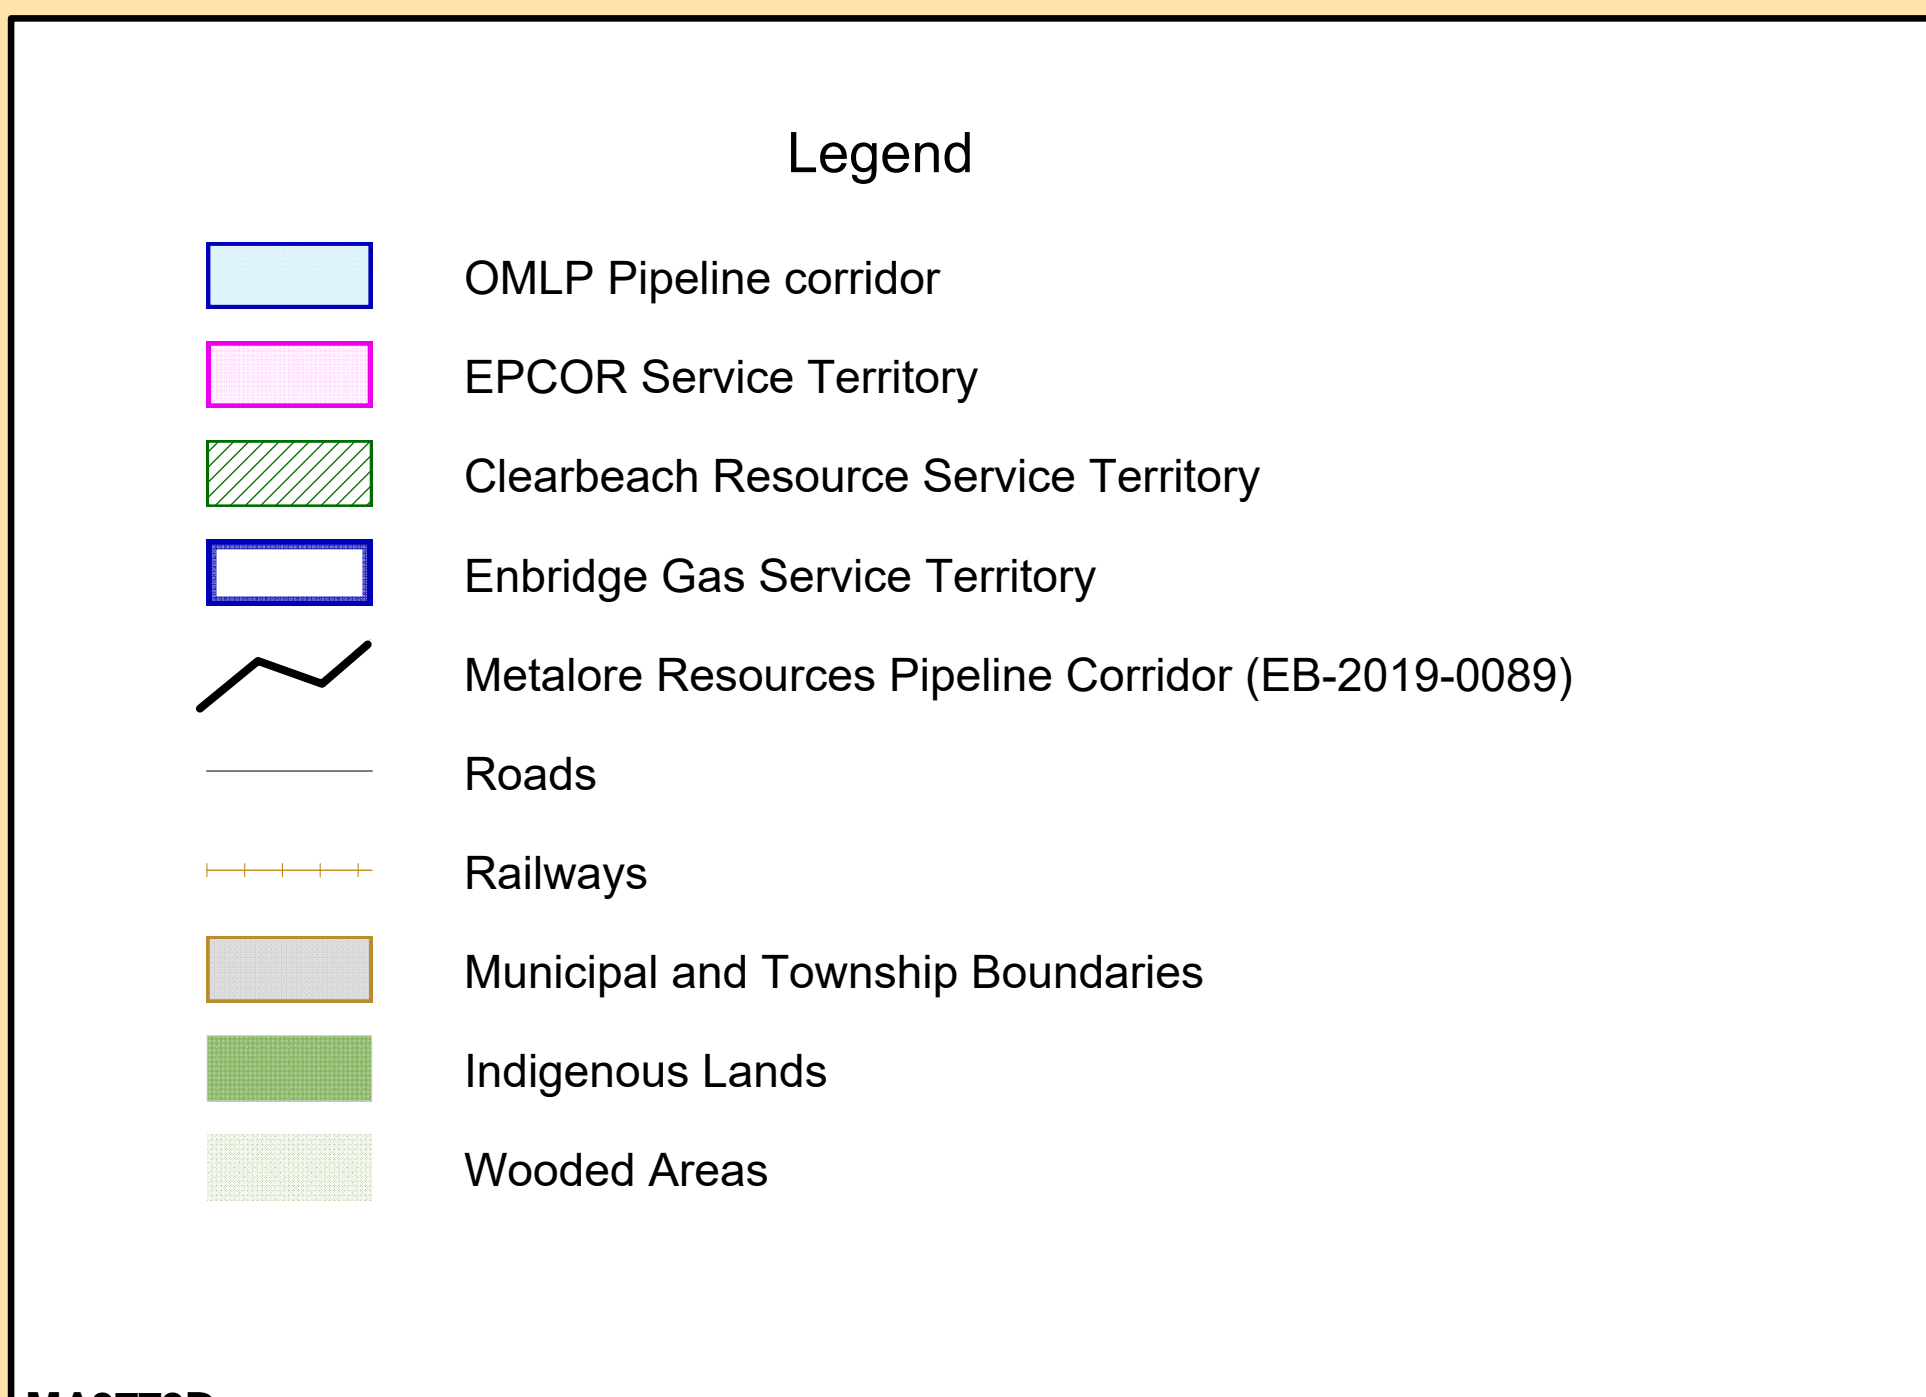 Legend
OMLP Pipeline corridor
EPCOR Service Territory
Clearbeach Resource Service Territory
Enbridge Gas Service Territory
Metalore Resources Pipeline Corridor (EB-2019-0089)
Roads
Railways
Municipal and Township Boundaries
Indigenous Lands
Wooded Areas